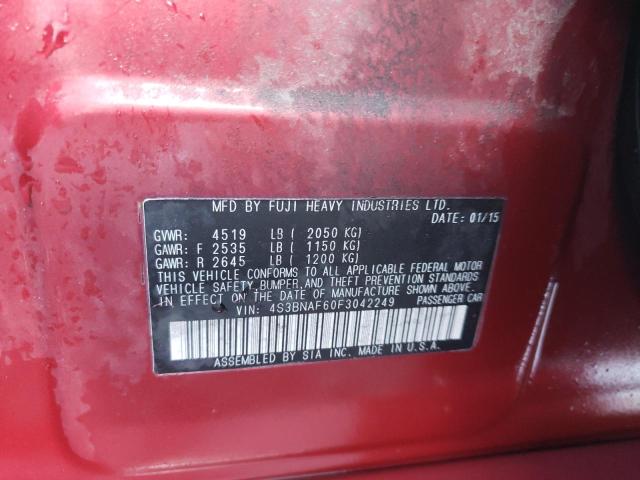 MFD BY FUJI HEAVY INDUSTRIES LTD.
DATE: 01/15
GVWR: 4519 LB ( 2050 KG)
GAWR: F 2535 LB ( 1150 KG)
GAWR: R 2645 LB ( 1200 KG)
THIS VEHICLE CONFORMS TO ALL APPLICABLE FEDERAL MOTOR
VEHICLE SAFETY, BUMPER, AND THEFT PREVENTION STANDARDS
IN EFFECT ON THE DATE OF MANUFACTURE SHOWN ABOVE.
VIN: 4S3BNAF60F3042249 PASSENGER CAR
ASSEMBLED BY SIA INC. MADE IN U.S.A.